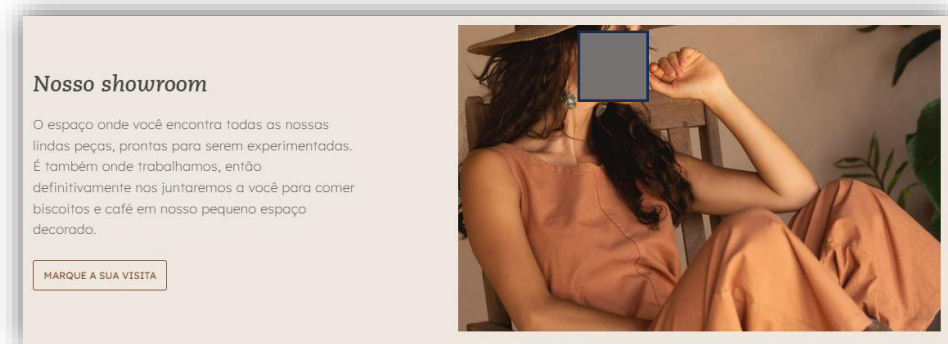 Nosso showroom
O espaço onde você encontra todas as nossas
lindas peças, prontas para serem experimentadas.
É também onde trabalhamos, então
definitivamente nos juntaremos a você para comer
biscoitos e café em nosso pequeno espaço
decorado.
MARQUE A SUA VISITA